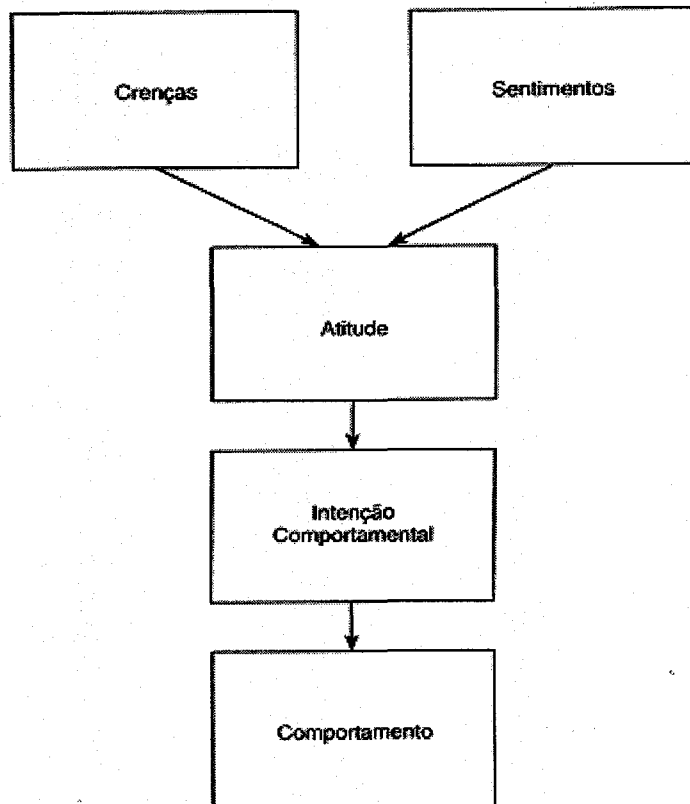 Crenças
Sentimentos
Atitude
Intenção
Comportamental
Comportamento